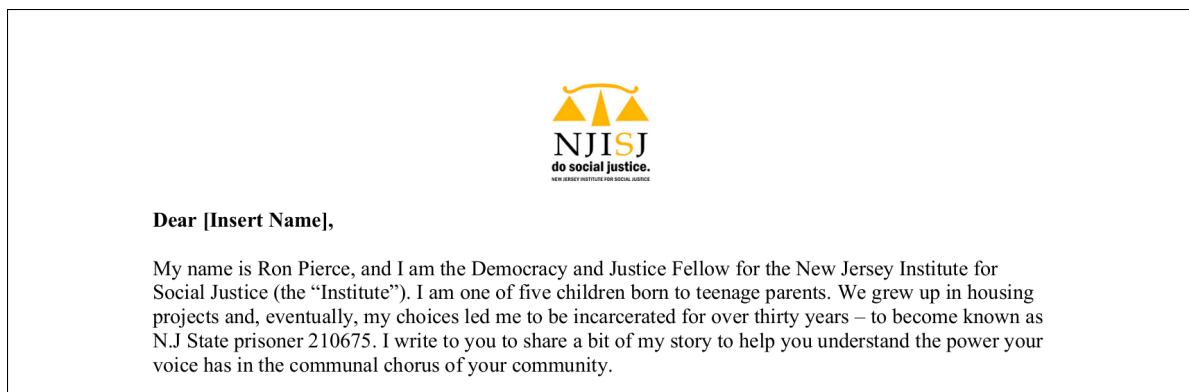 NJISJ
do social justice.
NEW JERSEY INSTITUTE FOR SOCIAL JUSTICE
Dear [Insert Name],
My name is Ron Pierce, and I am the Democracy and Justice Fellow for the New Jersey Institute for
Social Justice (the “Institute”). I am one of five children born to teenage parents. We grew up in housing
projects and, eventually, my choices led me to be incarcerated for over thirty years – to become known as
N.J State prisoner 210675. I write to you to share a bit of my story to help you understand the power your
voice has in the communal chorus of your community.